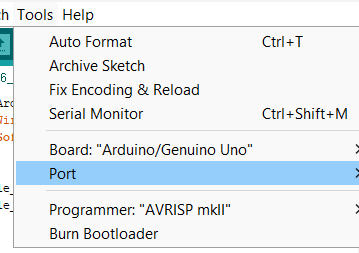 Tools Help
Auto Format Ctrl+T
Archive Sketch
Fix Encoding & Reload
Serial Monitor Ctrl+Shift+M
Board: "Arduino/Genuino Uno"
Port
Programmer: "AVRISP mkII"
Burn Bootloader